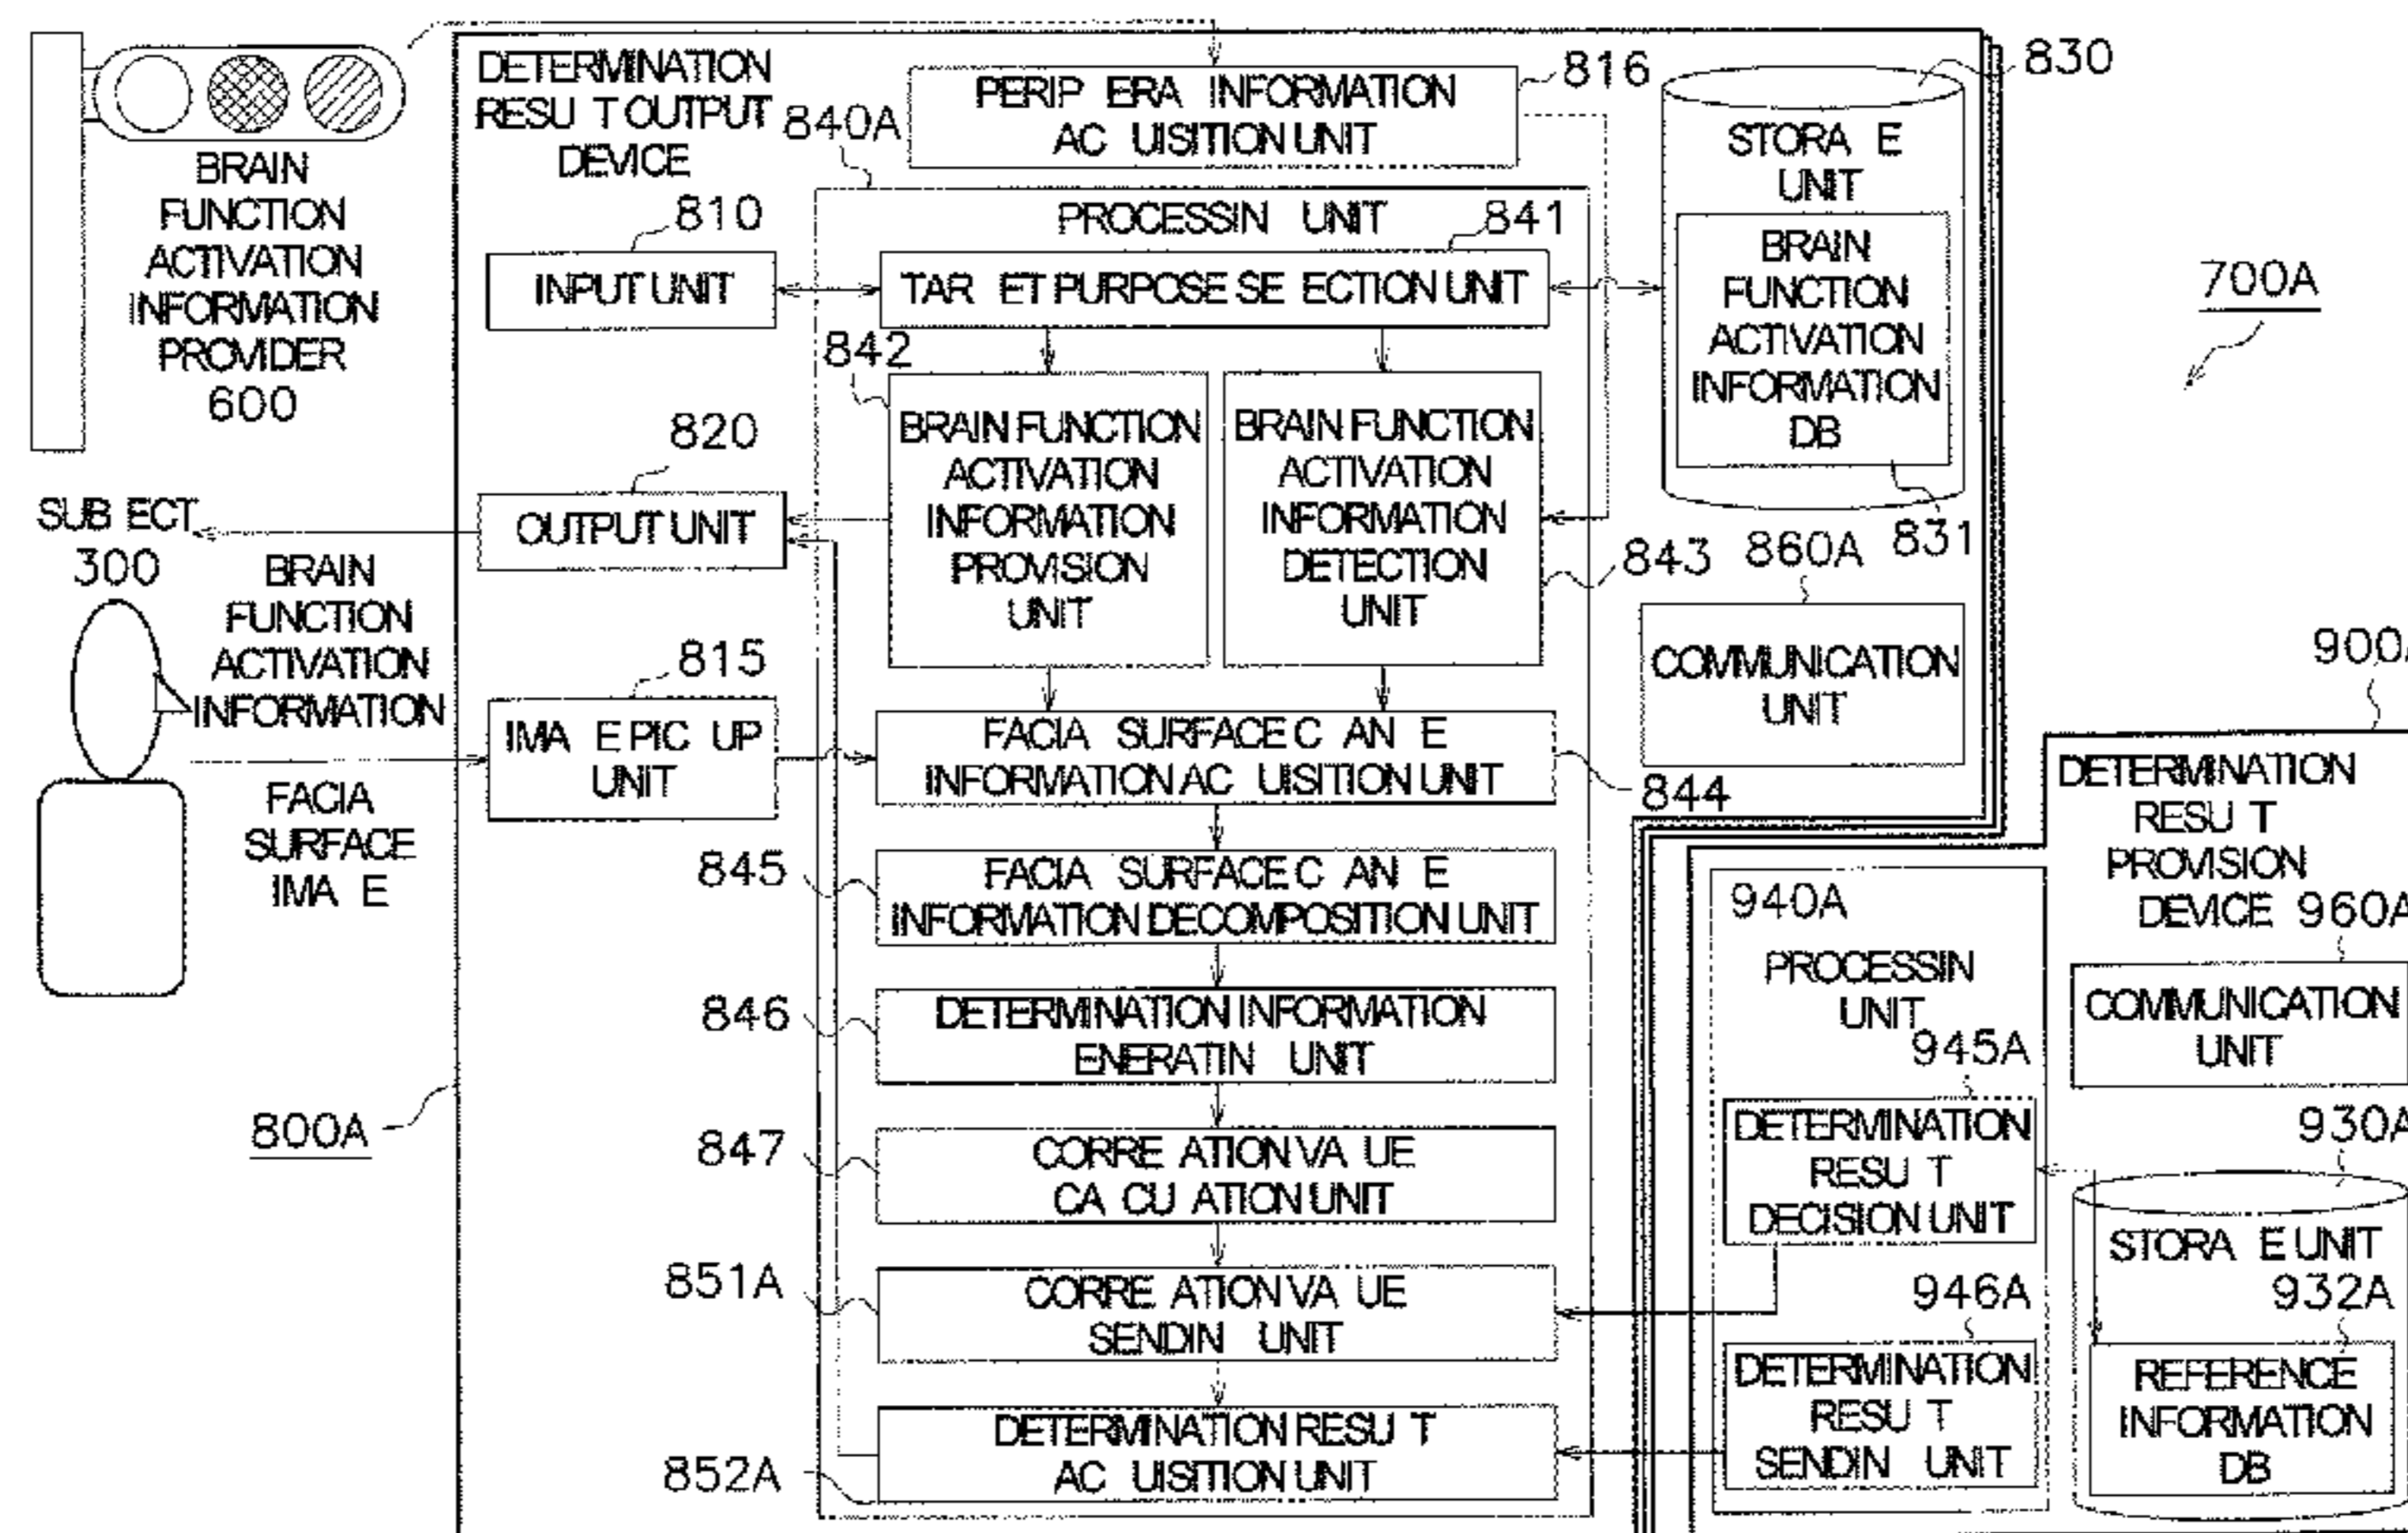 BRAIN
FUNCTION
ACTIVATION
INFORMATION
PROVIDER
600
SUB ECT
300
BRAIN
FUNCTION
ACTIVATION
INFORMATION
FACIA
SURFACE
IMA E
800A
DETERMINATION
RESU T OUTPUT
DEVICE
840A
PERIP ERA INFORMATION
AC UISITION UNIT
816
PROCESSIN UNIT
810
INPUT UNIT
841
TAR ET PURPOSE SE ECTION UNIT
842
BRAIN FUNCTION
ACTIVATION
INFORMATION
PROVISION
UNIT
BRAIN FUNCTION
ACTIVATION
INFORMATION
DETECTION
UNIT
843
820
OUTPUT UNIT
815
IMA E PIC UP
UNIT
FACIA SURFACE C AN E
INFORMATION AC UISITION UNIT
844
845
FACIA SURFACE C AN E
INFORMATION DECOMPOSITION UNIT
846
DETERMINATION INFORMATION
ENERATIN UNIT
847
CORRE ATION VA UE
CA CU ATION UNIT
851A
CORRE ATION VA UE
SENDIN UNIT
852A
DETERMINATION RESU T
AC UISITION UNIT
830
STORA E
UNIT
BRAIN
FUNCTION
ACTIVATION
INFORMATION
DB
831
860A
COMMUNICATION
UNIT
700A
900A
DETERMINATION
RESU T
PROVISION
DEVICE
960A
COMMUNICATION
UNIT
940A
PROCESSIN
UNIT
945A
DETERMINATION
RESU T
DECISION UNIT
946A
DETERMINATION
RESU T
SENDIN UNIT
930A
STORA E UNIT
932A
REFERENCE
INFORMATION
DB